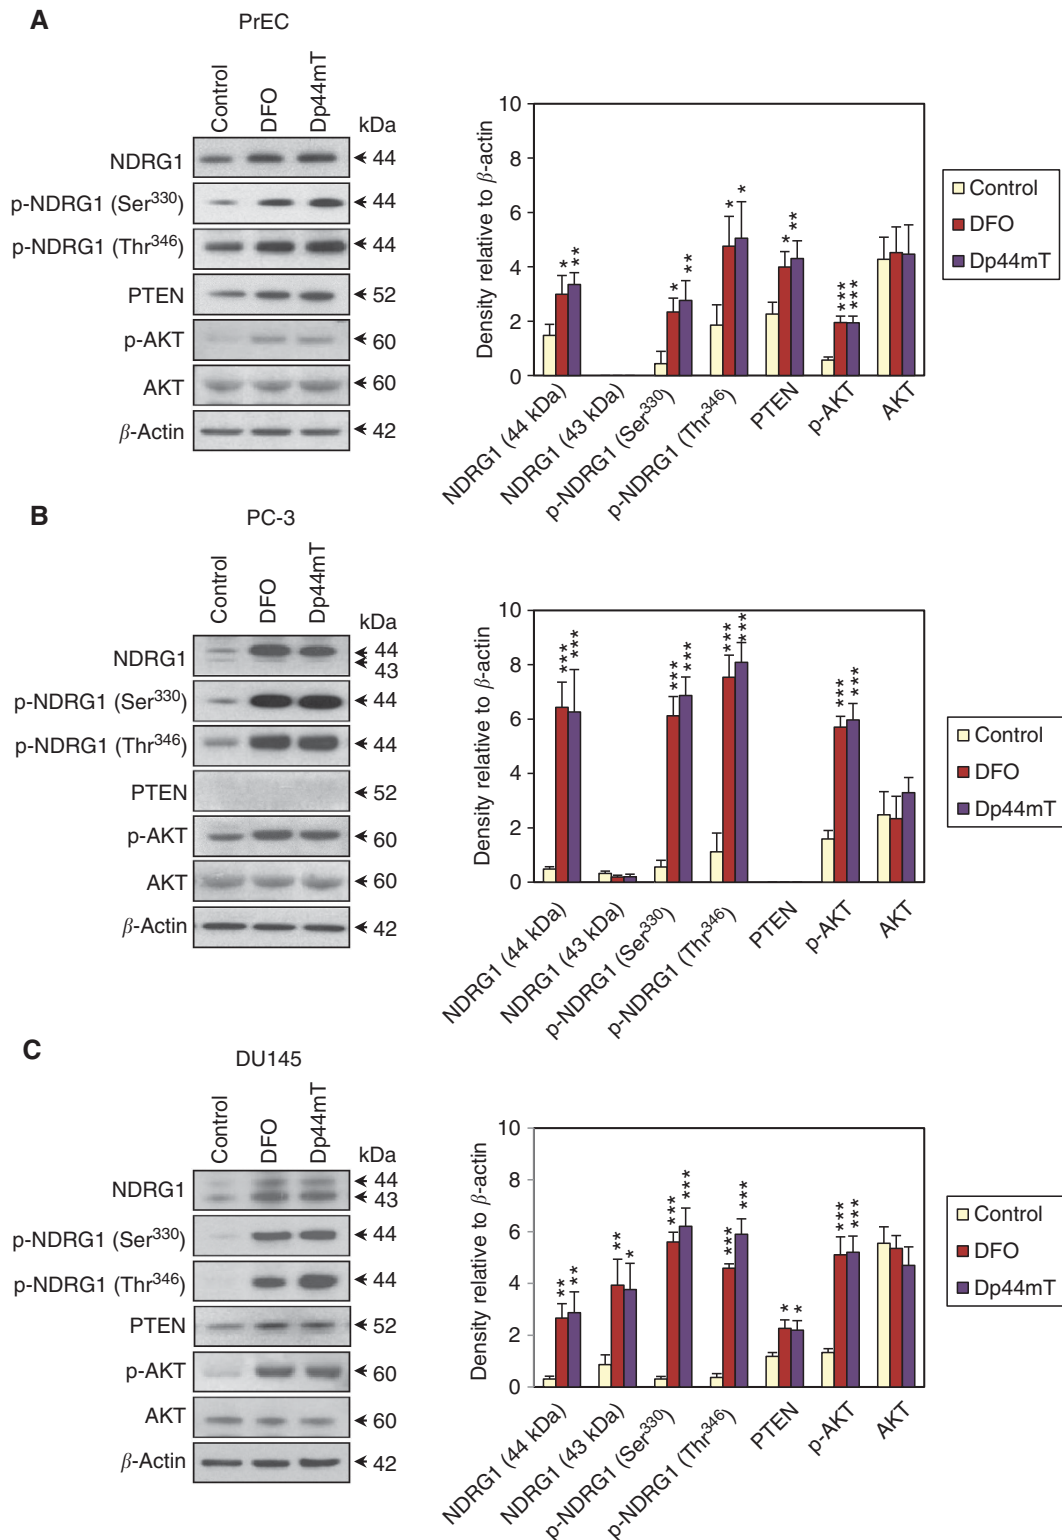 A
PrEC
Control
DFO
Dp44mT
kDa
NDRG1
44
p-NDRG1 (Ser330)
44
p-NDRG1 (Thr346)
44
PTEN
52
p-AKT
60
AKT
60
β-Actin
42
Density relative to β-actin
10
8
6
4
2
0
* ** * ** * * * ** *** ***
NDRG1 (44 kDa)
NDRG1 (43 kDa)
p-NDRG1 (Ser330)
p-NDRG1 (Thr346)
PTEN
p-AKT
AKT
Control
DFO
Dp44mT
B
PC-3
Control
DFO
Dp44mT
kDa
NDRG1
44
43
p-NDRG1 (Ser330)
44
p-NDRG1 (Thr346)
44
PTEN
52
p-AKT
60
AKT
60
β-Actin
42
Density relative to β-actin
10
8
6
4
2
0
*** *** *** *** *** *** *** ***
NDRG1 (44 kDa)
NDRG1 (43 kDa)
p-NDRG1 (Ser330)
p-NDRG1 (Thr346)
PTEN
p-AKT
AKT
Control
DFO
Dp44mT
C
DU145
Control
DFO
Dp44mT
kDa
NDRG1
44
43
p-NDRG1 (Ser330)
44
p-NDRG1 (Thr346)
44
PTEN
52
p-AKT
60
AKT
60
β-Actin
42
Density relative to β-actin
10
8
6
4
2
0
** ** ** * *** *** *** *** * * *** ***
NDRG1 (44 kDa)
NDRG1 (43 kDa)
p-NDRG1 (Ser330)
p-NDRG1 (Thr346)
PTEN
p-AKT
AKT
Control
DFO
Dp44mT